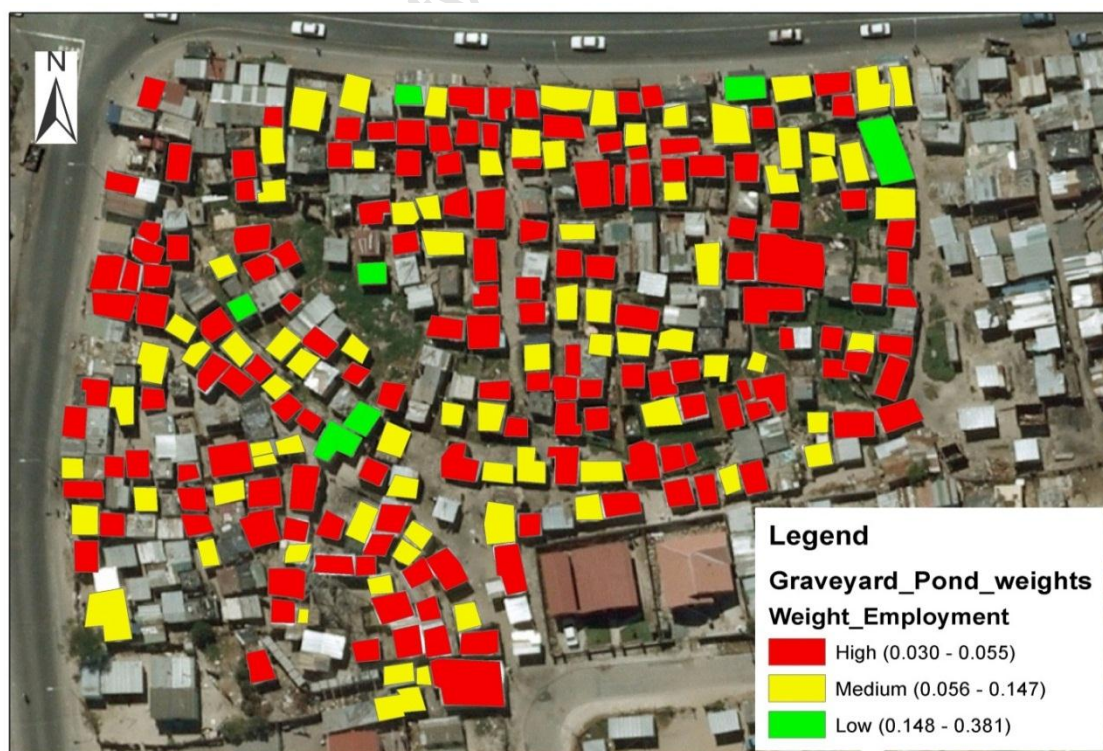 N
Legend
Graveyard_Pond_weights
Weight_Employment
High (0.030 - 0.055)
Medium (0.056 - 0.147)
Low (0.148 - 0.381)